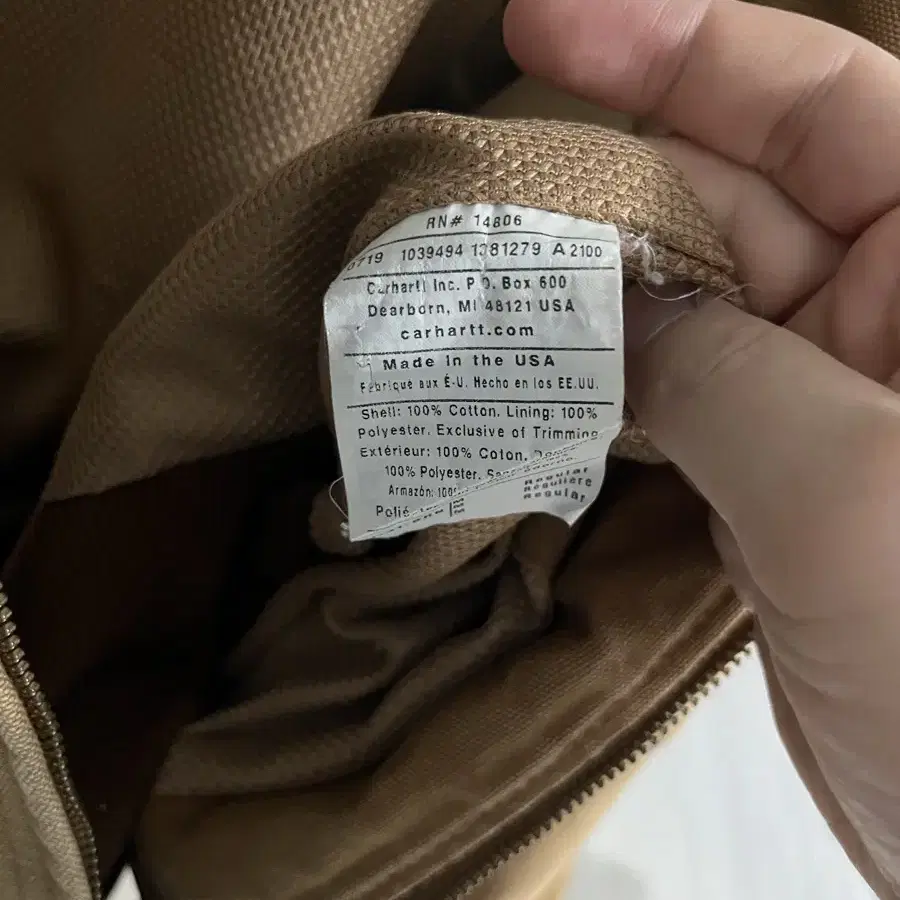 RN# 14806
0719 1039494 1381279 A 2100
Carhartt Inc. P.O. Box 600
Dearborn, MI 48121 USA
carhartt.com
Made in the USA
Fabriqué aux É-U. Hecho en los EE.UU.
Shell: 100% Cotton. Lining: 100%
Polyester. Exclusive of Trimming
Extérieur: 100% Coton.
100% Polyester.
Armazón:
Regular
Régulière
Regular